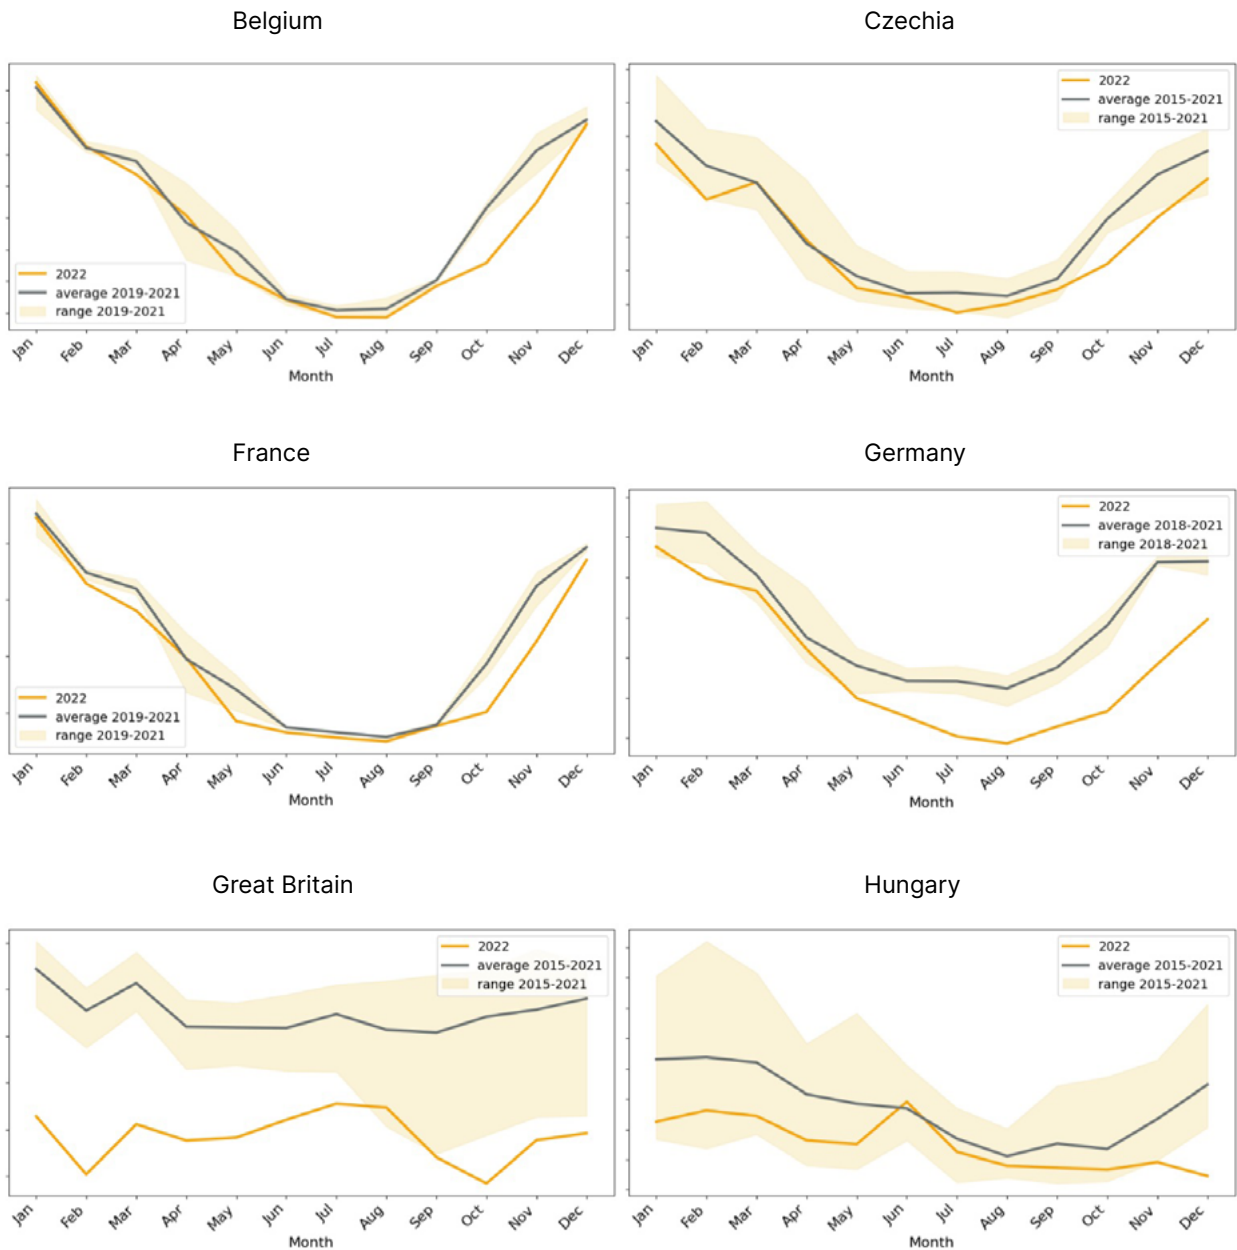 Belgium
2022
average 2019-2021
range 2019-2021
Jan Feb Mar Apr May Jun Jul Aug Sep Oct Nov Dec
Month
Czechia
2022
average 2015-2021
range 2015-2021
Jan Feb Mar Apr May Jun Jul Aug Sep Oct Nov Dec
Month
France
2022
average 2019-2021
range 2019-2021
Jan Feb Mar Apr May Jun Jul Aug Sep Oct Nov Dec
Month
Germany
2022
average 2018-2021
range 2018-2021
Jan Feb Mar Apr May Jun Jul Aug Sep Oct Nov Dec
Month
Great Britain
2022
average 2015-2021
range 2015-2021
Jan Feb Mar Apr May Jun Jul Aug Sep Oct Nov Dec
Month
Hungary
2022
average 2015-2021
range 2015-2021
Jan Feb Mar Apr May Jun Jul Aug Sep Oct Nov Dec
Month